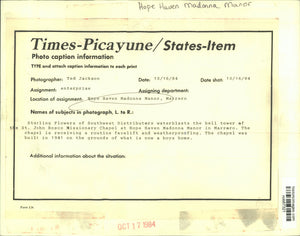 Hope Haven Madonna Manor
Times-Picayune/States-Item
Photo caption information
TYPE and attach caption information to each print
Photographer: Tad Jackson Date: 10/16/84 Date shot: 10/16/84
Assignment: enterprise Assigning department:
Location of assignment: Hope Haven Madonna Manor, Marrero
Names of subjects in photograph, L. to R.:
Sterling Flowers of Southwest Distributors waterblasts the bell tower of
the St. John Bosco Missionary Chapel at Hope Haven Madonna Manor in Marrero. The
chapel is receiving a routine facelift and weatherproofing. The chapel was
built in 1941 on the grounds of what is now a boys home.
Additional information about the situation.
OCT 17 1984